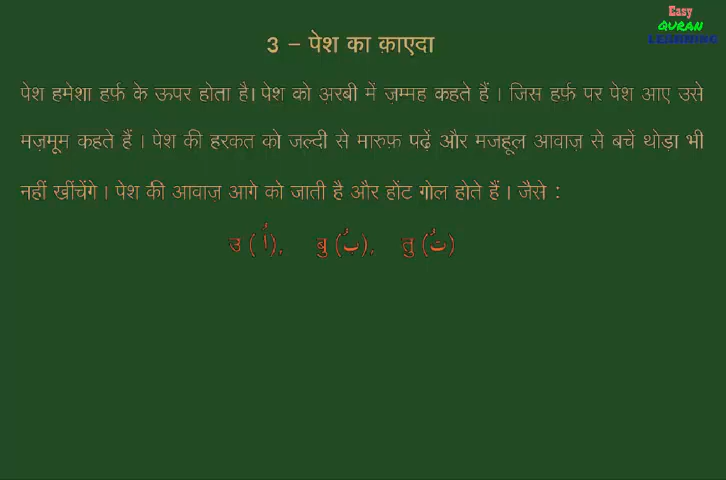 Easy
QURAN
LEARNING
3 – पेश का क़ाएदा
पेश हमेशा हर्फ़ के ऊपर होता है। पेश को अरबी में ज़म्मह कहते हैं । जिस हर्फ़ पर पेश आए उसे
मज़मूम कहते हैं । पेश की हरकत को जल्दी से मारुफ़ पढ़ें और मजहूल आवाज़ से बचें थोड़ा भी
नहीं खींचेंगे । पेश की आवाज़ आगे को जाती है और होंट गोल होते हैं । जैसे :
उ (اُ), बु (بُ), तु (تُ)